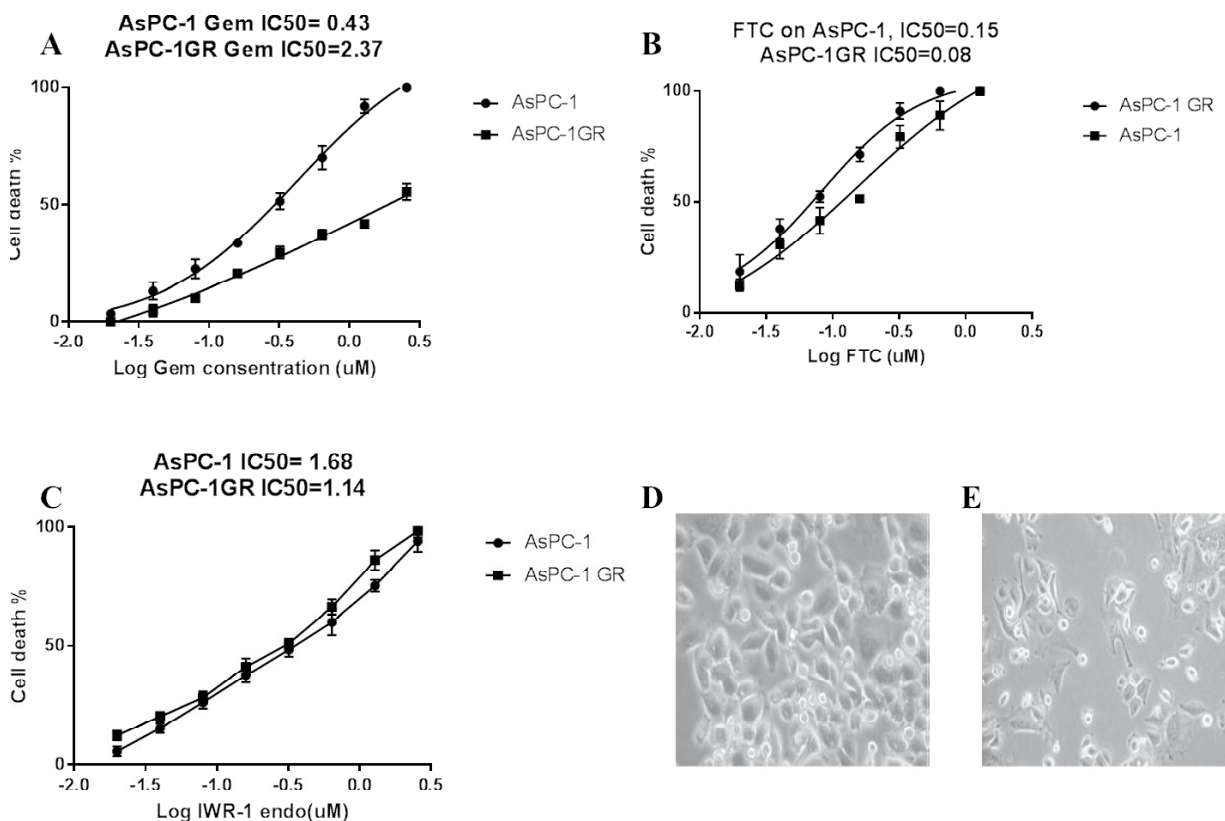 A
AsPC-1 Gem IC50= 0.43
AsPC-1GR Gem IC50=2.37
Cell death %
100
50
0
-2.0
-1.5
-1.0
-0.5
0.0
0.5
Log Gem consentration (uM)
AsPC-1
AsPC-1GR
B
FTC on AsPC-1, IC50=0.15
AsPC-1GR IC50=0.08
Cell death %
100
50
0
-2.0
-1.5
-1.0
-0.5
0.0
0.5
Log FTC (uM)
AsPC-1 GR
AsPC-1
C
AsPC-1 IC50= 1.68
AsPC-1GR IC50=1.14
Cell death %
100
50
0
-2.0
-1.5
-1.0
-0.5
0.0
0.5
Log IWR-1 endo(uM)
AsPC-1
AsPC-1 GR
D
E